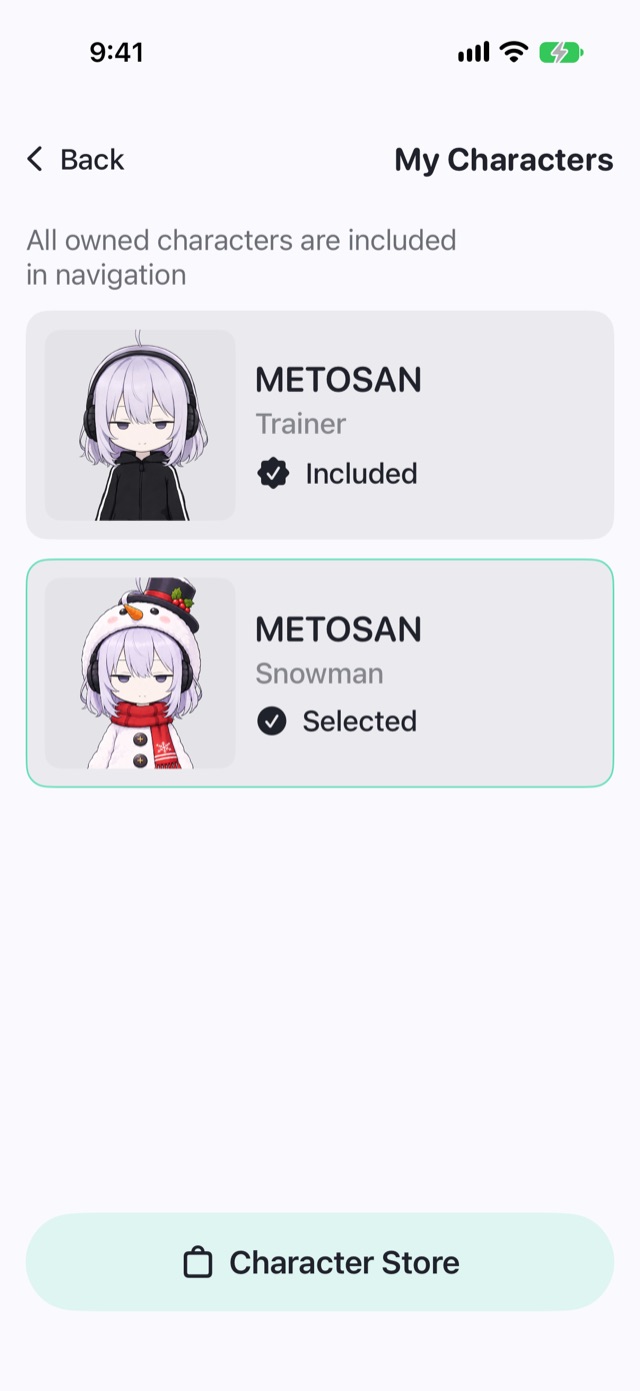 9:41
Back
My Characters
All owned characters are included
in navigation
METOSAN
Trainer
Included
METOSAN
Snowman
Selected
Character Store